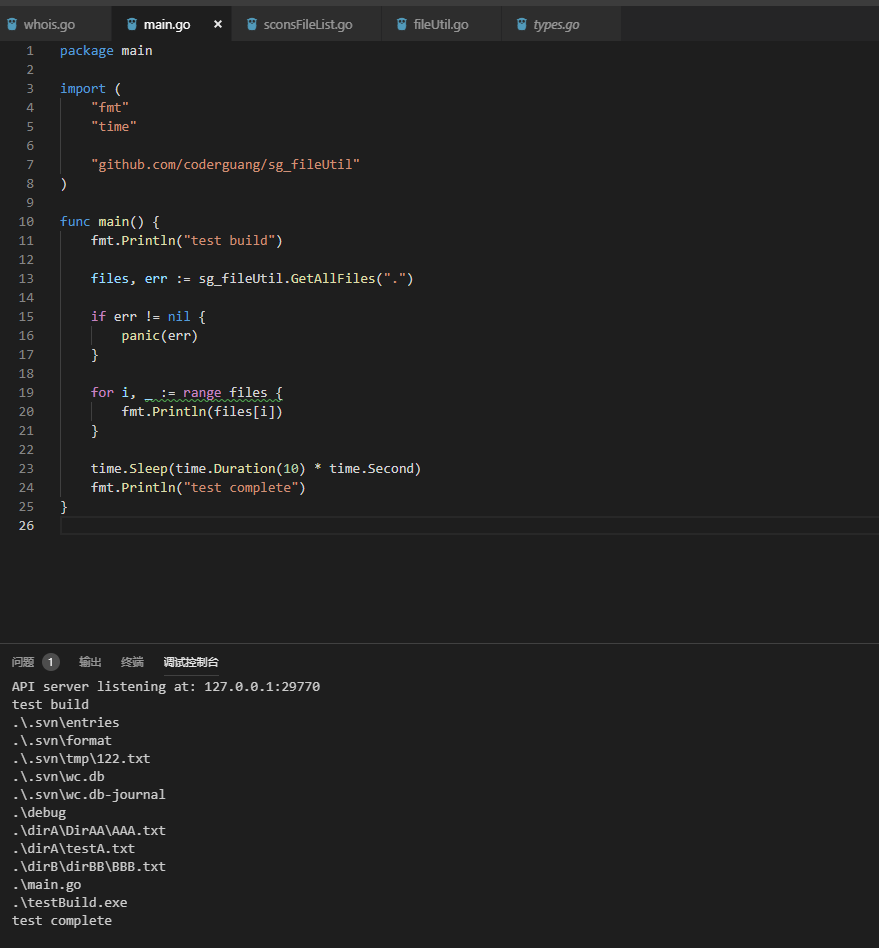 whois.go main.go × sconsFileList.go fileUtil.go types.go
1 package main
2
3 import (
4 "fmt"
5 "time"
6
7 "github.com/coderguang/sg_fileUtil"
8 )
9
10 func main() {
11 fmt.Println("test build")
12
13 files, err := sg_fileUtil.GetAllFiles(".")
14
15 if err != nil {
16 panic(err)
17 }
18
19 for i, _ := range files {
20 fmt.Println(files[i])
21 }
22
23 time.Sleep(time.Duration(10) * time.Second)
24 fmt.Println("test complete")
25 }
26
问题 1 输出 终端 调试控制台
API server listening at: 127.0.0.1:29770
test build
.\.svn\entries
.\.svn\format
.\.svn\tmp\122.txt
.\.svn\wc.db
.\.svn\wc.db-journal
.\debug
.\dirA\DirAA\AAA.txt
.\dirA\testA.txt
.\dirB\dirBB\BBB.txt
.\main.go
.\testBuild.exe
test complete